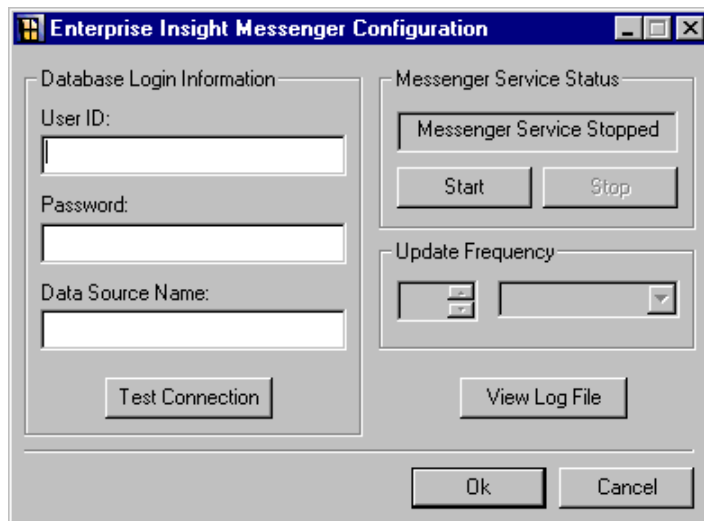 Enterprise Insight Messenger Configuration
Database Login Information
User ID:
Password:
Data Source Name:
Test Connection
Messenger Service Status
Messenger Service Stopped
Start Stop
Update Frequency
View Log File
Ok Cancel